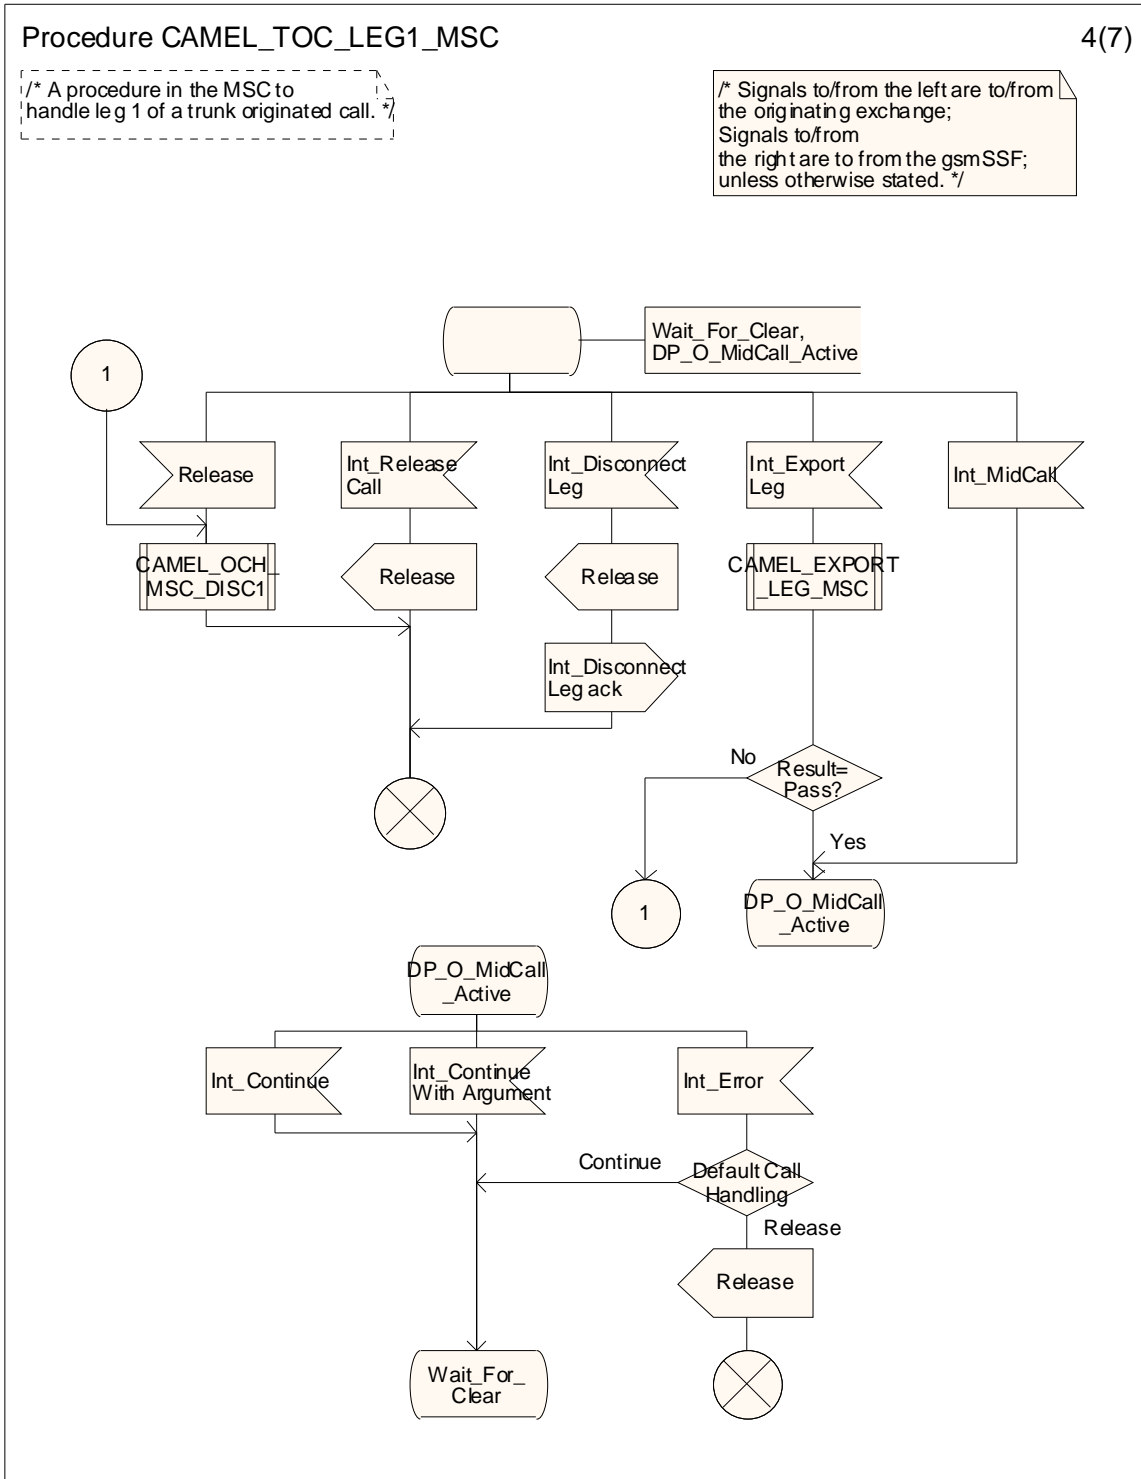 Procedure CAMEL_TOC_LEG1_MSC
4(7)
/* A procedure in the MSC to
handle leg 1 of a trunk originated call. */
/* Signals to/from the left are to/from
the originating exchange;
Signals to/from
the right are to from the gsmSSF;
unless otherwise stated. */
Wait_For_Clear,
DP_O_MidCall_Active
1
Release
Int_Release
Call
Int_Disconnect
Leg
Int_Export
Leg
Int_MidCall
CAMEL_OCH_
MSC_DISC1
Release
Release
CAMEL_EXPORT
_LEG_MSC
Int_Disconnect
Leg ack
No
Result=
Pass?
Yes
1
DP_O_MidCall
_Active
DP_O_MidCall
_Active
Int_Continue
Int_Continue
With Argument
Int_Error
Continue
Default Call
Handling
Release
Release
Wait_For_
Clear